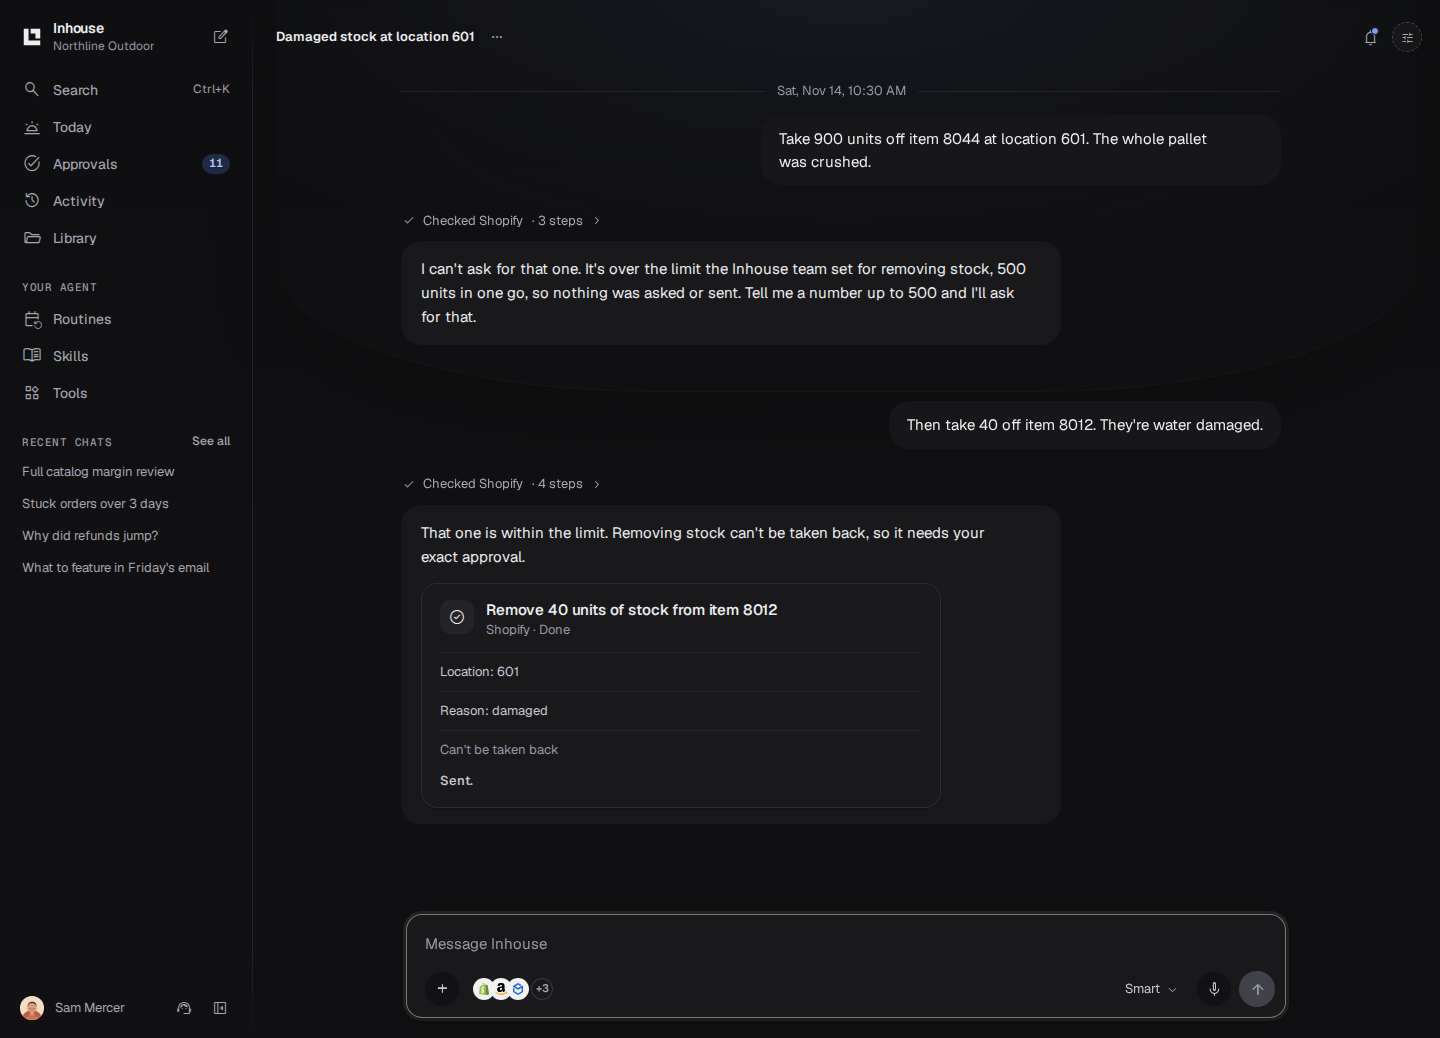 Inhouse
Northline Outdoor
Search
Ctrl+K
Today
Approvals
11
Activity
Library
YOUR AGENT
Routines
Skills
Tools
RECENT CHATS
See all
Full catalog margin review
Stuck orders over 3 days
Why did refunds jump?
What to feature in Friday's email
Sam Mercer
Damaged stock at location 601
Sat, Nov 14, 10:30 AM
Take 900 units off item 8044 at location 601. The whole pallet
was crushed.
Checked Shopify · 3 steps
I can't ask for that one. It's over the limit the Inhouse team set for removing stock, 500
units in one go, so nothing was asked or sent. Tell me a number up to 500 and I'll ask
for that.
Then take 40 off item 8012. They're water damaged.
Checked Shopify · 4 steps
That one is within the limit. Removing stock can't be taken back, so it needs your
exact approval.
Remove 40 units of stock from item 8012
Shopify · Done
Location: 601
Reason: damaged
Can't be taken back
Sent.
Message Inhouse
+3
Smart